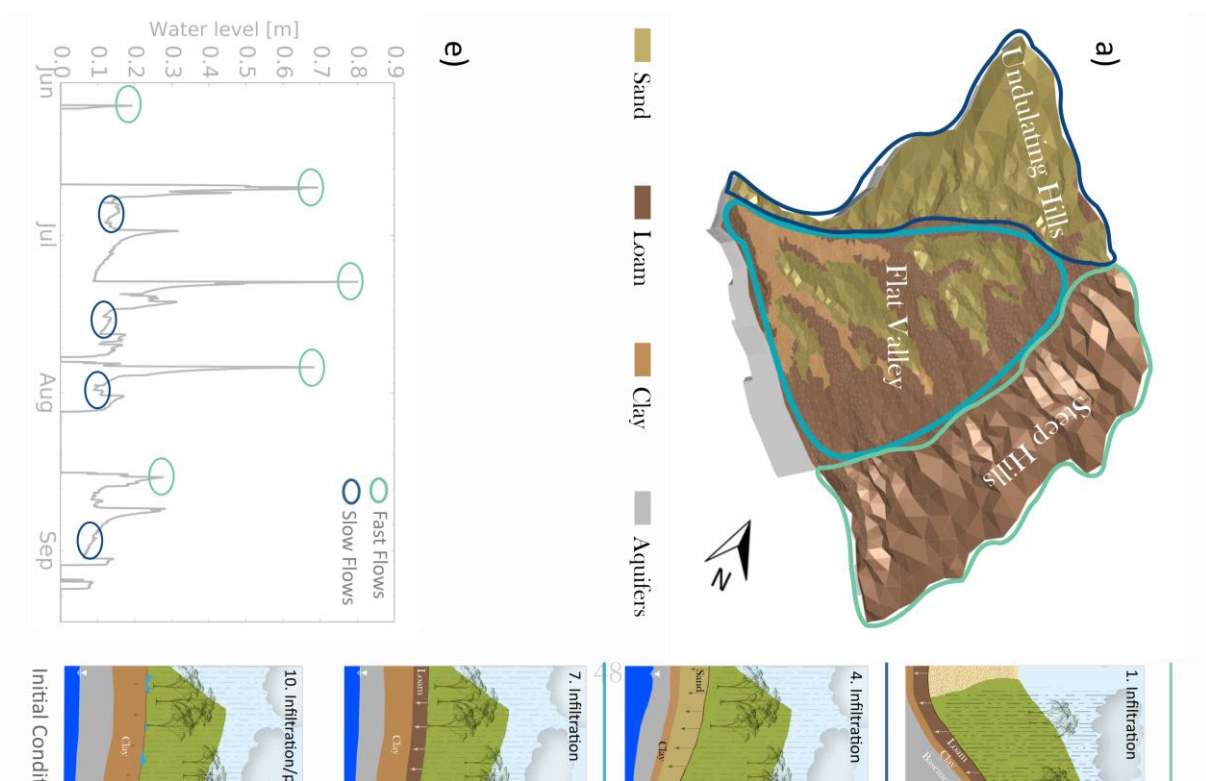 a)
Undulating Hills
Flat Valley
Steep Hills
N
Sand
Loam
Clay
Aquifers
e)
Water level [m]
0.0
0.1
0.2
0.3
0.4
0.5
0.6
0.7
0.8
0.9
Jun
Jul
Aug
Sep
Fast Flows
Slow Flows
48
1. Infiltration
Loam
Clay
4. Infiltration
Sand
Clay
7. Infiltration
Loam
Clay
10. Infiltration/p
Clay
Initial Condit